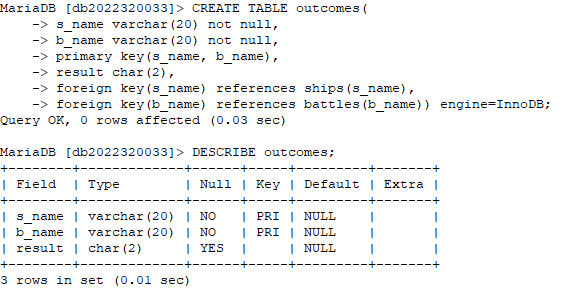 MariaDB [db2022320033]> CREATE TABLE outcomes(
    -> s_name varchar(20) not null,
    -> b_name varchar(20) not null,
    -> primary key(s_name, b_name),
    -> result char(2),
    -> foreign key(s_name) references ships(s_name),
    -> foreign key(b_name) references battles(b_name)) engine=InnoDB;
Query OK, 0 rows affected (0.03 sec)

MariaDB [db2022320033]> DESCRIBE outcomes;
+--------+-------------+------+-----+---------+-------+
| Field  | Type        | Null | Key | Default | Extra |
+--------+-------------+------+-----+---------+-------+
| s_name | varchar(20) | NO   | PRI | NULL    |       |
| b_name | varchar(20) | NO   | PRI | NULL    |       |
| result | char(2)     | YES  |     | NULL    |       |
+--------+-------------+------+-----+---------+-------+
3 rows in set (0.01 sec)